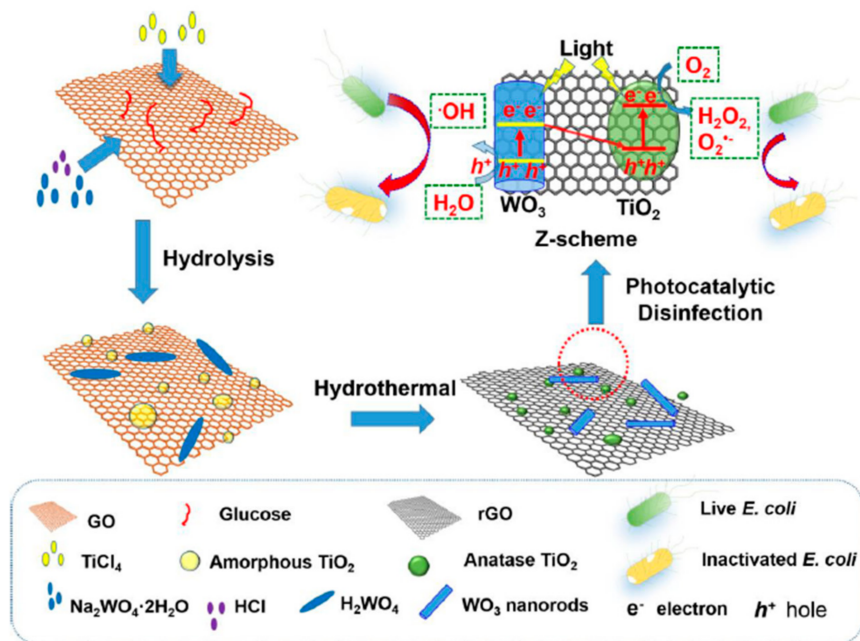 Light
O₂
·OH
e⁻ e⁻
e⁻ e⁻
H₂O₂,
O₂•⁻
h⁺
h⁺ h⁺
h⁺h⁺
H₂O
WO₃
TiO₂
Z-scheme
Hydrolysis
Photocatalytic
Disinfection
Hydrothermal
GO
Glucose
rGO
Live E. coli
TiCl₄
Amorphous TiO₂
Anatase TiO₂
Inactivated E. coli
Na₂WO₄·2H₂O
HCl
H₂WO₄
WO₃ nanorods
e⁻ electron
h⁺ hole